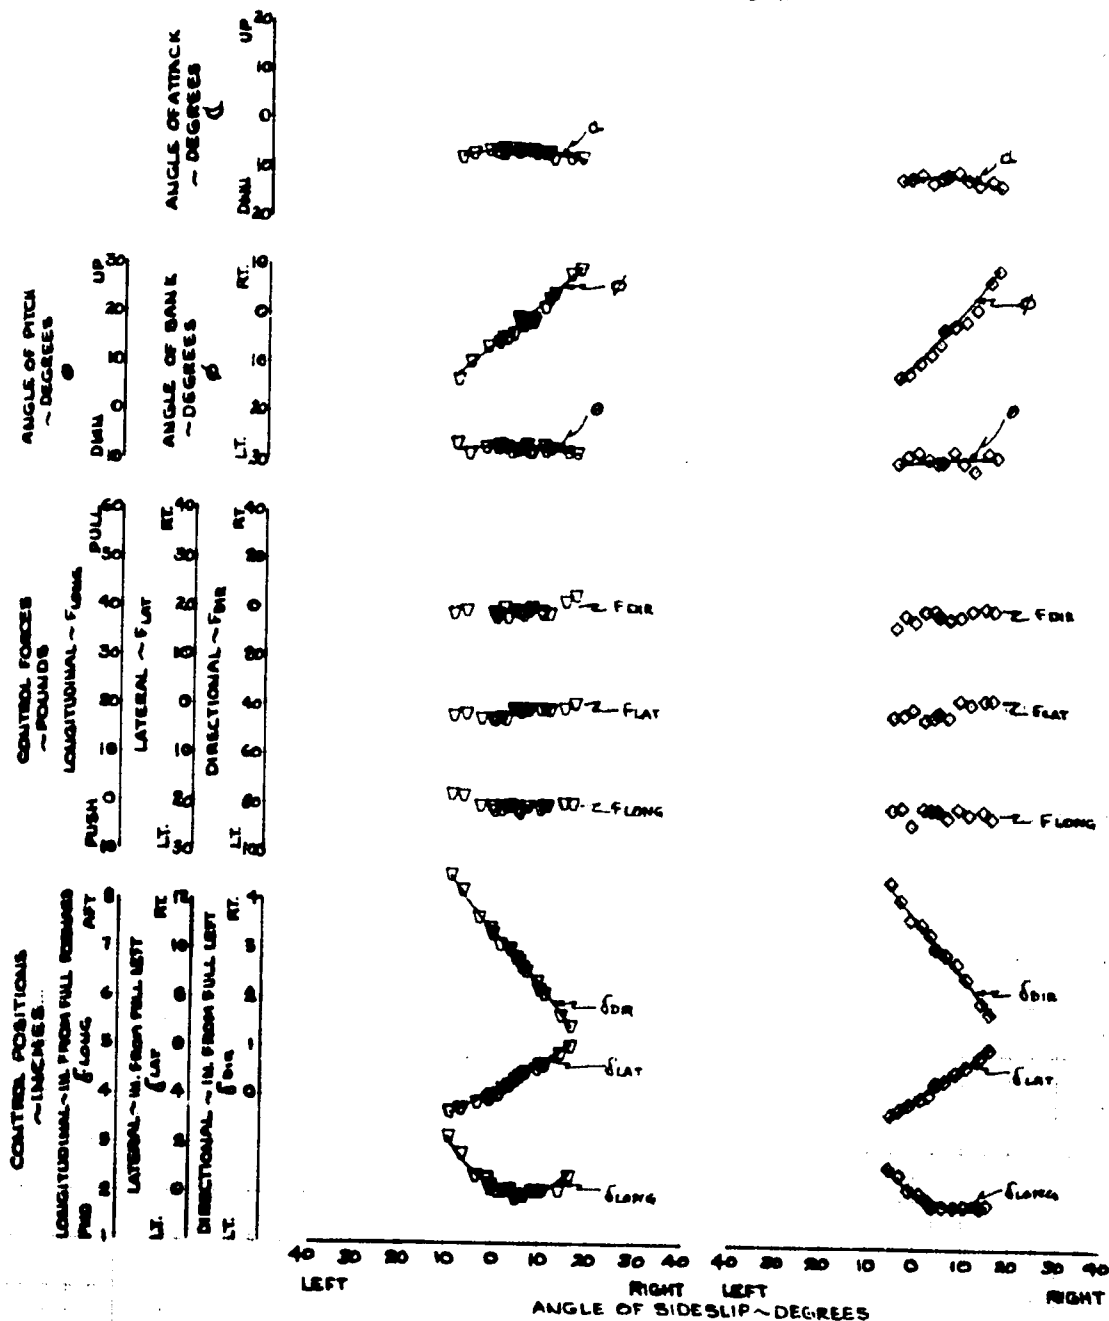 ANGLE OF ATTACK
~ DEGREES
α
UP
20
10
0
10
20
DWN
α
α
ANGLE OF PITCH
~ DEGREES
θ
UP
30
20
10
0
10
DWN
ANGLE OF BANK
~ DEGREES
φ
RT.
10
0
10
20
30
LT.
φ
φ
θ
θ
CONTROL FORCES
~ POUNDS
LONGITUDINAL ~ FLONG
PULL
60
50
40
30
20
10
0
10
PUSH
LATERAL ~ FLAT
RT.
40
30
20
10
0
10
20
30
LT.
DIRECTIONAL ~ FDIR
RT.
40
20
0
20
40
60
80
100
LT.
FDIR
FDIR
FLAT
FLAT
FLONG
FLONG
CONTROL POSITIONS
~ INCHES
LONGITUDINAL ~ IN. FROM FULL FORWARD
δLONG
AFT
8
7
6
5
4
3
2
1
FWD
LATERAL ~ IN. FROM FULL LEFT
δLAT
RT.
12
10
8
6
4
2
0
LT.
DIRECTIONAL ~ IN. FROM FULL LEFT
δDIR
RT.
4
3
2
1
0
LT.
δDIR
δDIR
δLAT
δLAT
δLONG
δLONG
40 30 20 10 0 10 20 30 40 30 20 10 0 10 20 30 40
LEFT RIGHT LEFT RIGHT
ANGLE OF SIDESLIP ~ DEGREES